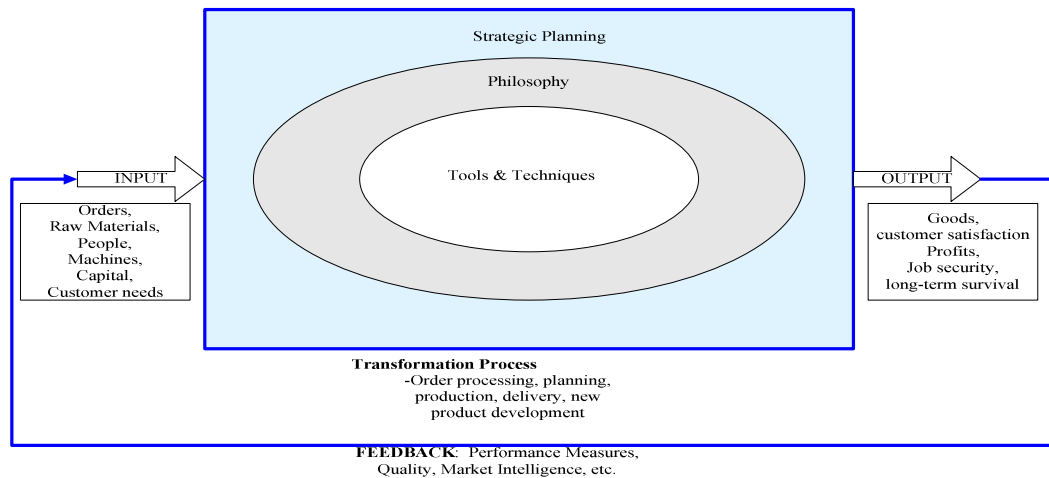 Strategic Planning
Philosophy
Tools & Techniques
INPUT
Orders,
Raw Materials,
People,
Machines,
Capital,
Customer needs
OUTPUT
Goods,
customer satisfaction
Profits,
Job security,
long-term survival
Transformation Process
-Order processing, planning,
production, delivery, new
product development
FEEDBACK:  Performance Measures,
Quality, Market Intelligence, etc.